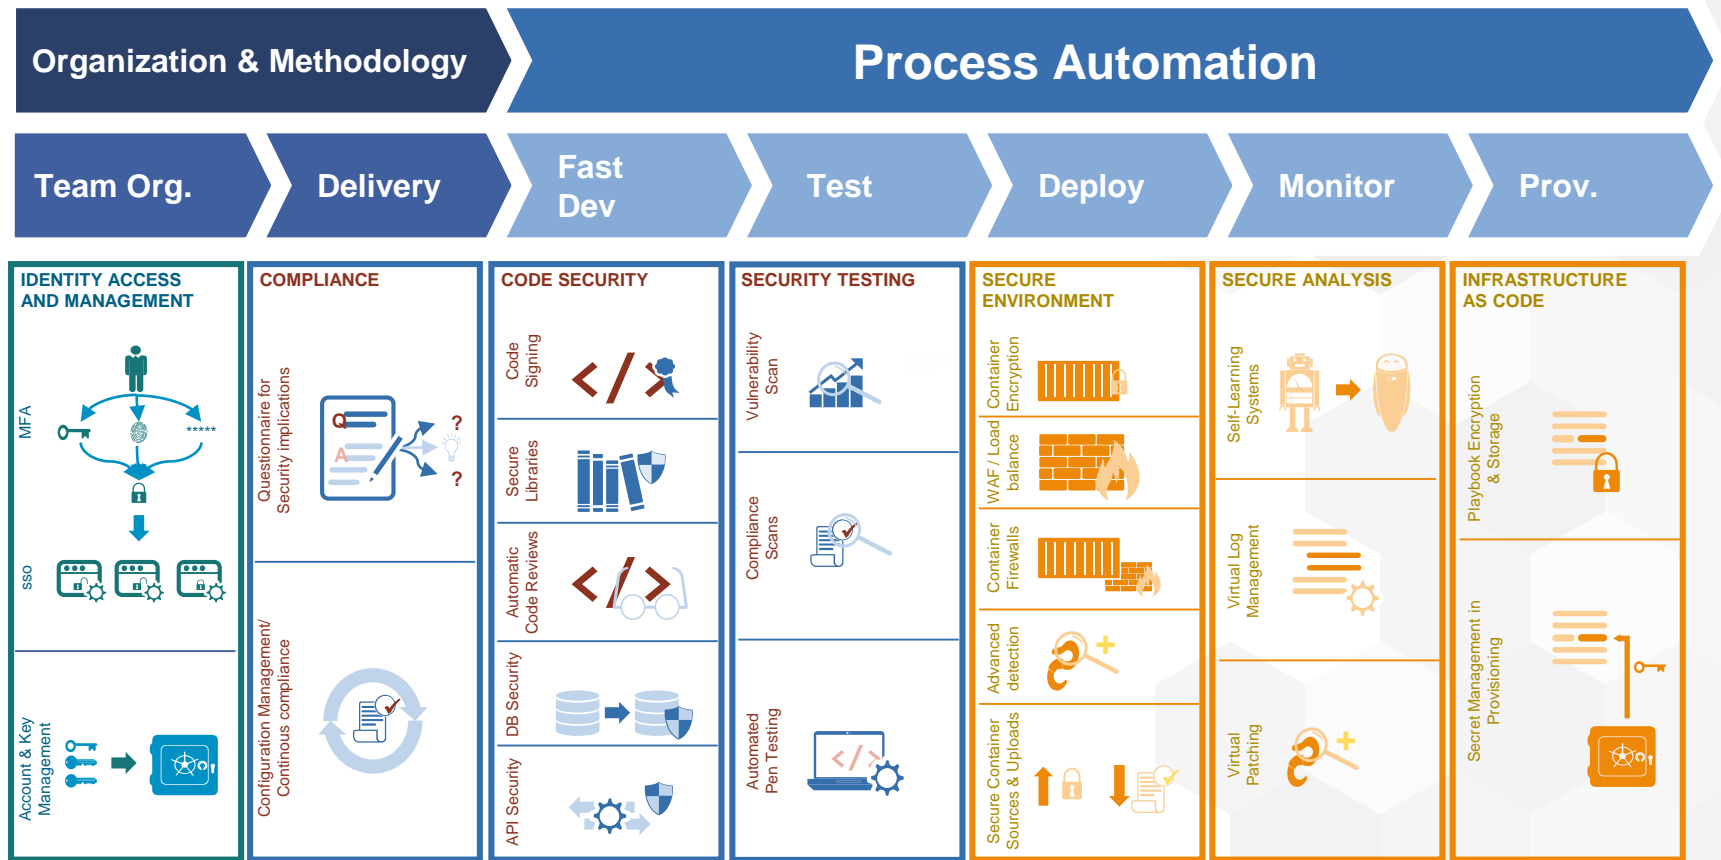 Organization & Methodology
Process Automation
Team Org.
Delivery
Fast
Dev
Test
Deploy
Monitor
Prov.
IDENTITY ACCESS
AND MANAGEMENT
MFA
*****
sso
Account & Key
Management
COMPLIANCE
Questionnaire for
Security implications
Q
A
?
?
Configuration Management/
Continous compliance
CODE SECURITY
Code
Signing
</>
Secure
Libraries
Automatic
Code Reviews
</>
DB Security
API Security
SECURITY TESTING
Vulnerability
Scan
Compliance
Scans
Automated
Pen Testing
</>
SECURE
ENVIRONMENT
Container
Encryption
WAF / Load
balance
Container
Firewalls
Advanced
detection
+
Secure Container
Sources & Uploads
SECURE ANALYSIS
Self-Learning
Systems
Virtual Log
Management
Virtual
Patching
+
INFRASTRUCTURE
AS CODE
Playbook Encryption
& Storage
Secret Management in
Provisioning